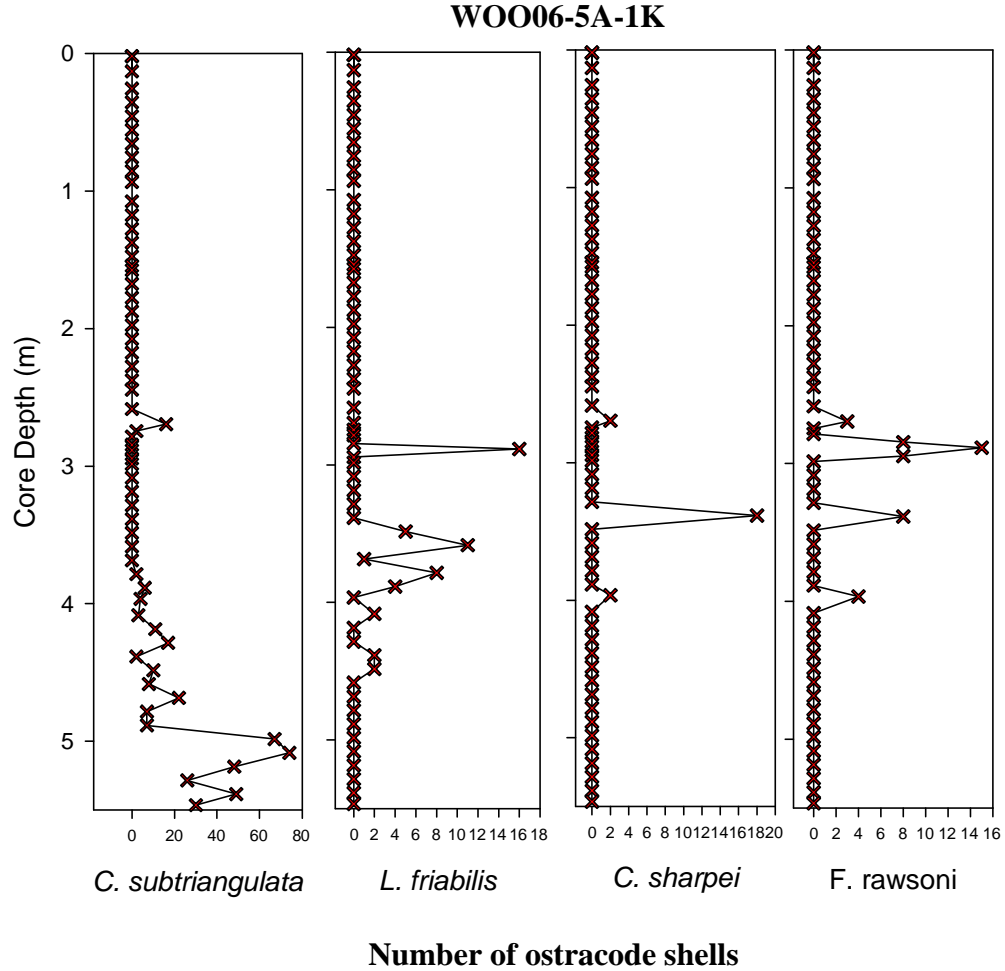 WOO06-5A-1K
Core Depth (m)
0
1
2
3
4
5
0 20 40 60 80
0 2 4 6 8 10 12 14 16 18
0 2 4 6 8 10 12 14 16 18 20
0 2 4 6 8 10 12 14 16
C. subtriangulata
L. friabilis
C. sharpei
F. rawsoni
Number of ostracode shells